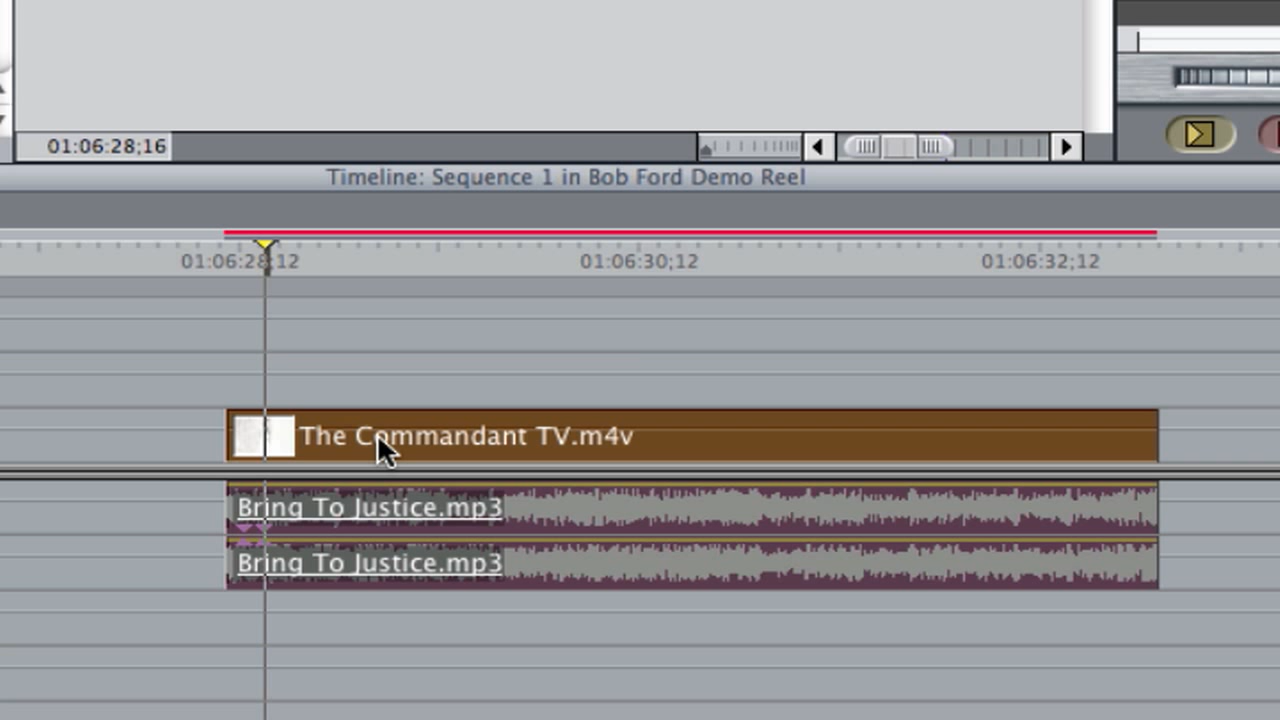 01:06:28;16
Timeline: Sequence 1 in Bob Ford Demo Reel
01:06:28;12 01:06:30;12 01:06:32;12
The Commandant TV.m4v
Bring To Justice.mp3
Bring To Justice.mp3